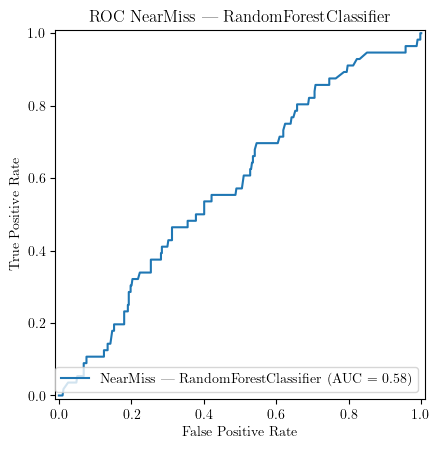 ROC NearMiss — RandomForestClassifier
True Positive Rate
1.0
0.8
0.6
0.4
0.2
0.0
NearMiss — RandomForestClassifier (AUC = 0.58)
0.0 0.2 0.4 0.6 0.8 1.0
False Positive Rate